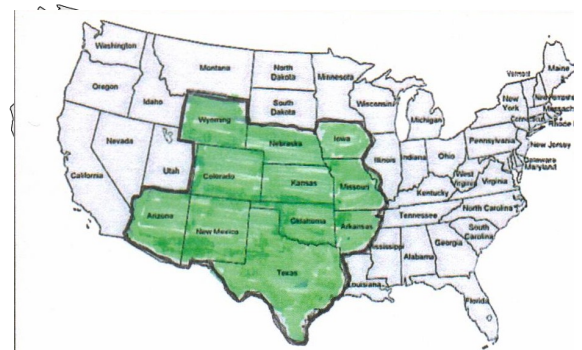 Washington
Montana
North
Dakota
Minnesota
Maine
Vermont
Oregon
Idaho
South
Dakota
Wisconsin
Michigan
New
York
Wyoming
Iowa
Nebraska
Pennsylvania
New Jersey
Nevada
Utah
Illinois
Indiana
Ohio
Delaware
Maryland
California
Colorado
Kansas
Missouri
West
Virginia
Virginia
Kentucky
North Carolina
Tennessee
Arizona
New Mexico
Oklahoma
Arkansas
South
Carolina
Mississippi
Alabama
Georgia
Texas
Louisiana
Florida